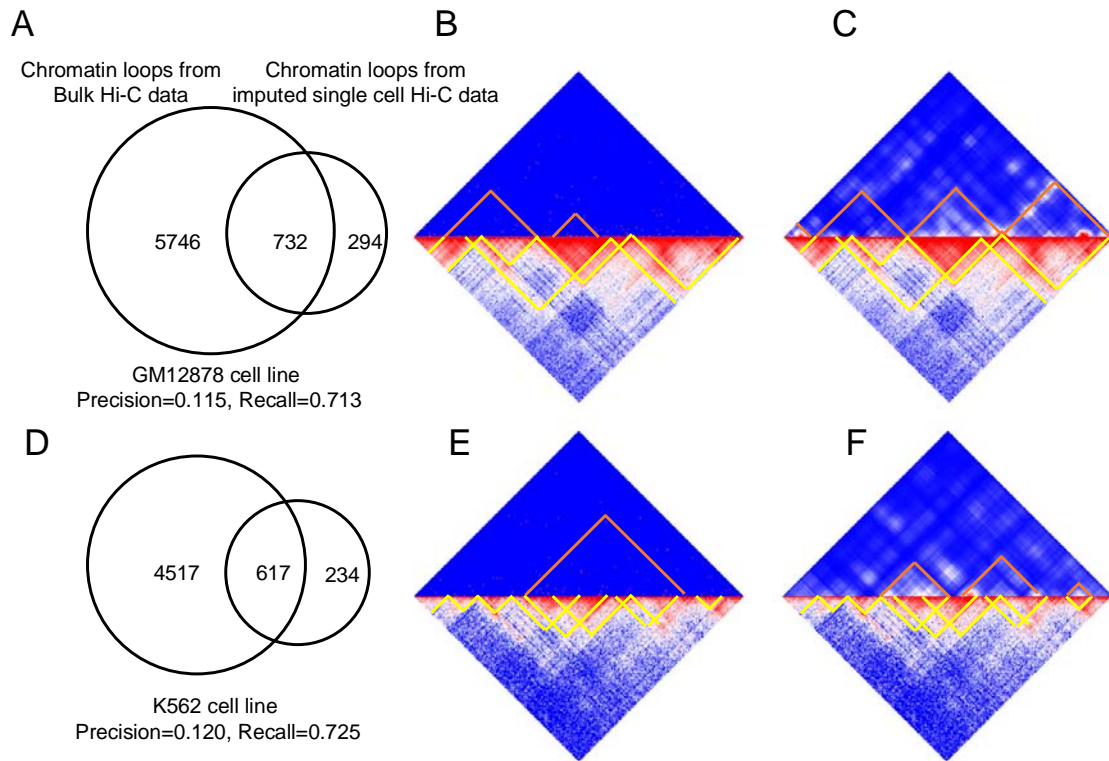 A
B
C
Chromatin loops from
Bulk Hi-C data
Chromatin loops from
imputed single cell Hi-C data
5746
732
294
GM12878 cell line
Precision=0.115, Recall=0.713
D
E
F
4517
617
234
K562 cell line
Precision=0.120, Recall=0.725